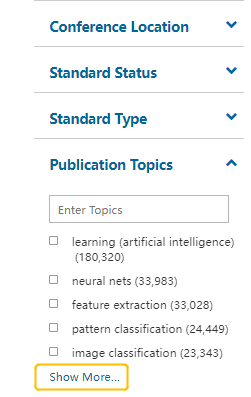 Conference Location
Standard Status
Standard Type
Publication Topics
Enter Topics
learning (artificial intelligence)
(180,320)
neural nets (33,983)
feature extraction (33,028)
pattern classification (24,449)
image classification (23,343)
Show More...